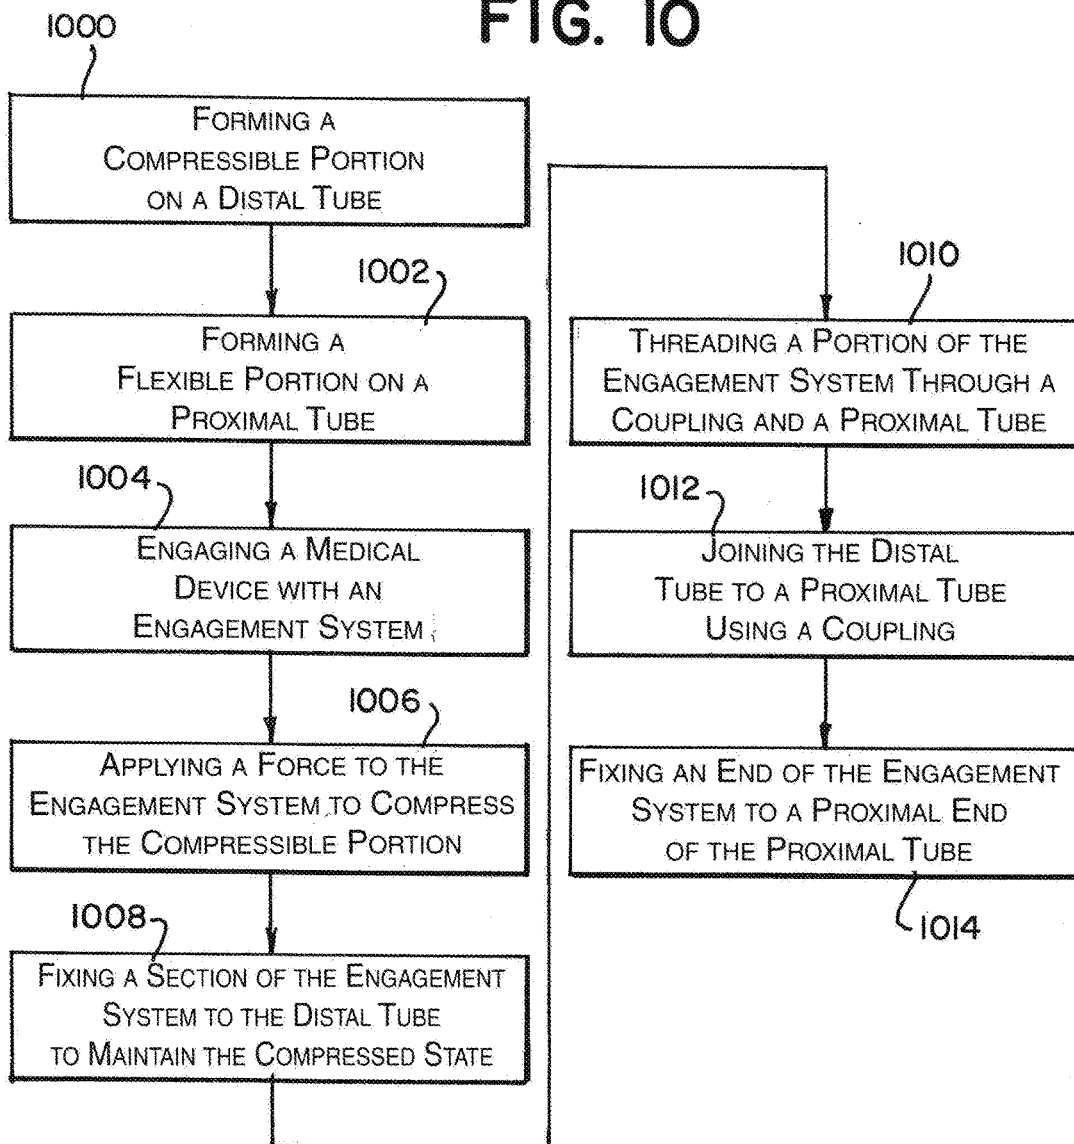 FIG. 10
1000
FORMING A
COMPRESSIBLE PORTION
ON A DISTAL TUBE
1002
FORMING A
FLEXIBLE PORTION ON A
PROXIMAL TUBE
1004
ENGAGING A MEDICAL
DEVICE WITH AN
ENGAGEMENT SYSTEM
1006
APPLYING A FORCE TO THE
ENGAGEMENT SYSTEM TO COMPRESS
THE COMPRESSIBLE PORTION
1008
FIXING A SECTION OF THE ENGAGEMENT
SYSTEM TO THE DISTAL TUBE
TO MAINTAIN THE COMPRESSED STATE
1010
THREADING A PORTION OF THE
ENGAGEMENT SYSTEM THROUGH A
COUPLING AND A PROXIMAL TUBE
1012
JOINING THE DISTAL
TUBE TO A PROXIMAL TUBE
USING A COUPLING
FIXING AN END OF THE ENGAGEMENT
SYSTEM TO A PROXIMAL END
OF THE PROXIMAL TUBE
1014